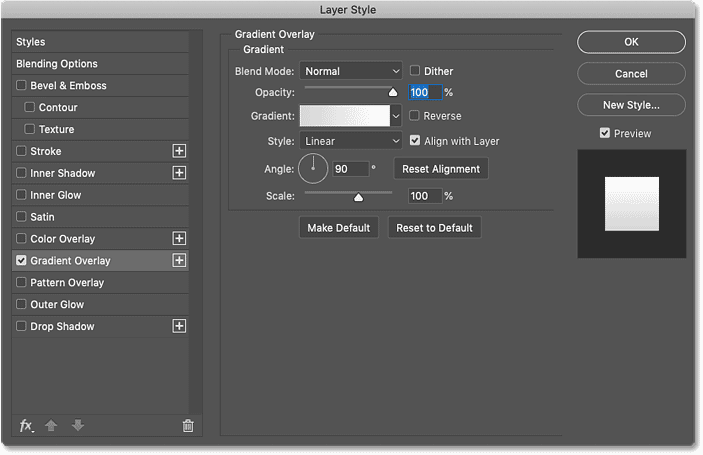 Layer Style
Styles
Blending Options
Bevel & Emboss
Contour
Texture
Stroke
Inner Shadow
Inner Glow
Satin
Color Overlay
Gradient Overlay
Pattern Overlay
Outer Glow
Drop Shadow
fx
Gradient Overlay
Gradient
Blend Mode: Normal Dither
Opacity: 100 %
Gradient: Reverse
Style: Linear Align with Layer
Angle: 90 ° Reset Alignment
Scale: 100 %
Make Default Reset to Default
OK
Cancel
New Style...
Preview